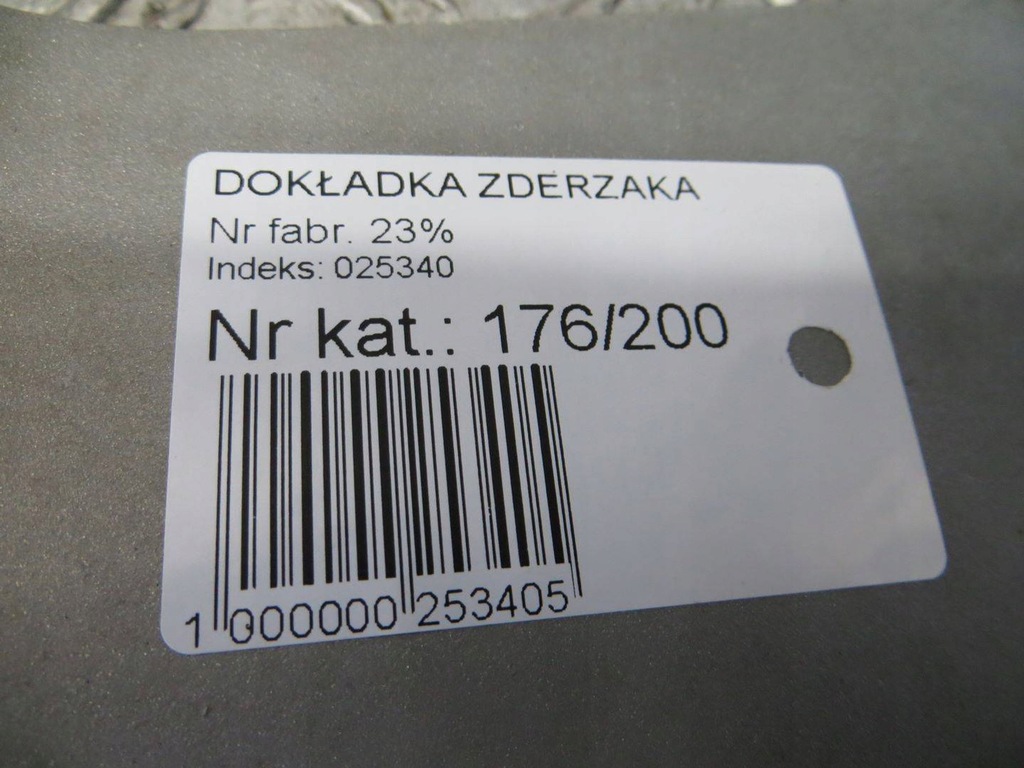 DOKŁADKA ZDERZAKA
Nr fabr. 23%
Indeks: 025340
Nr kat.: 176/200
1 000000 253405